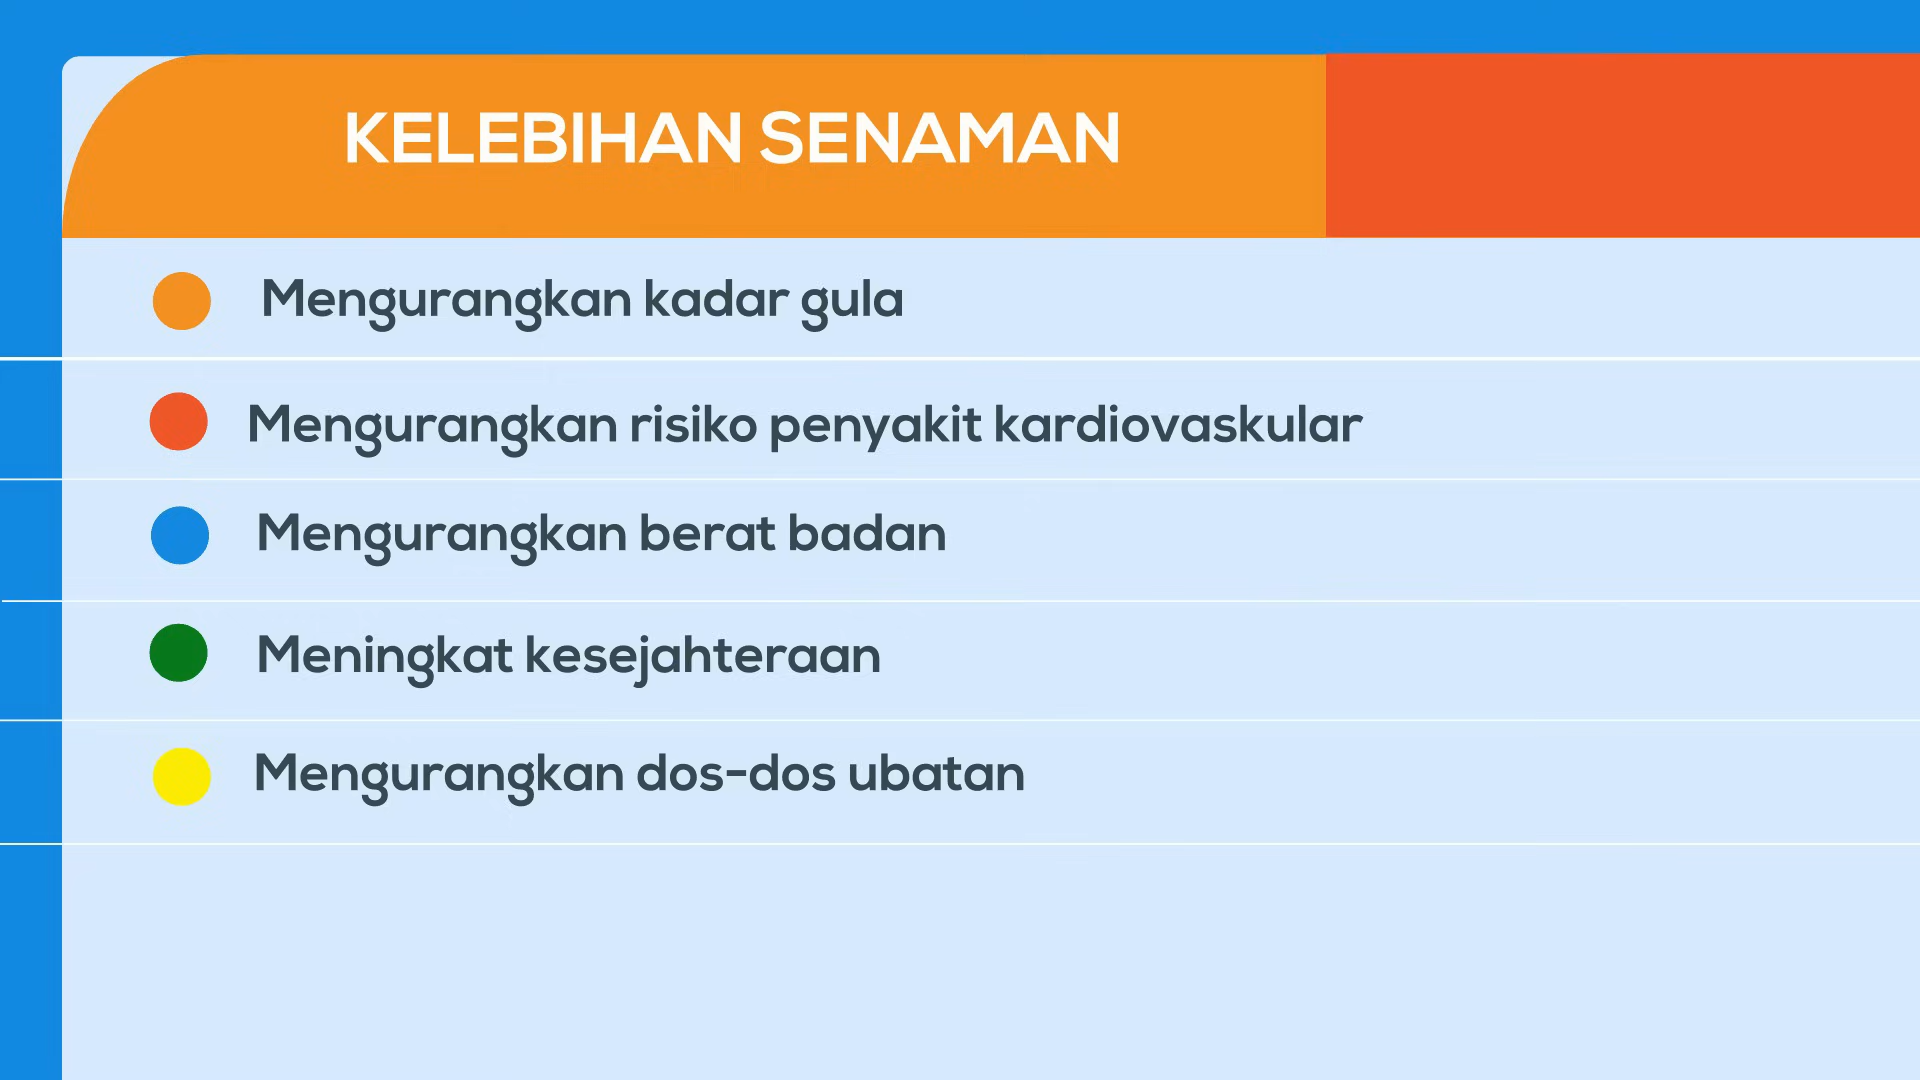 KELEBIHAN SENAMAN
Mengurangkan kadar gula
Mengurangkan risiko penyakit kardiovaskular
Mengurangkan berat badan
Meningkat kesejahteraan
Mengurangkan dos-dos ubatan